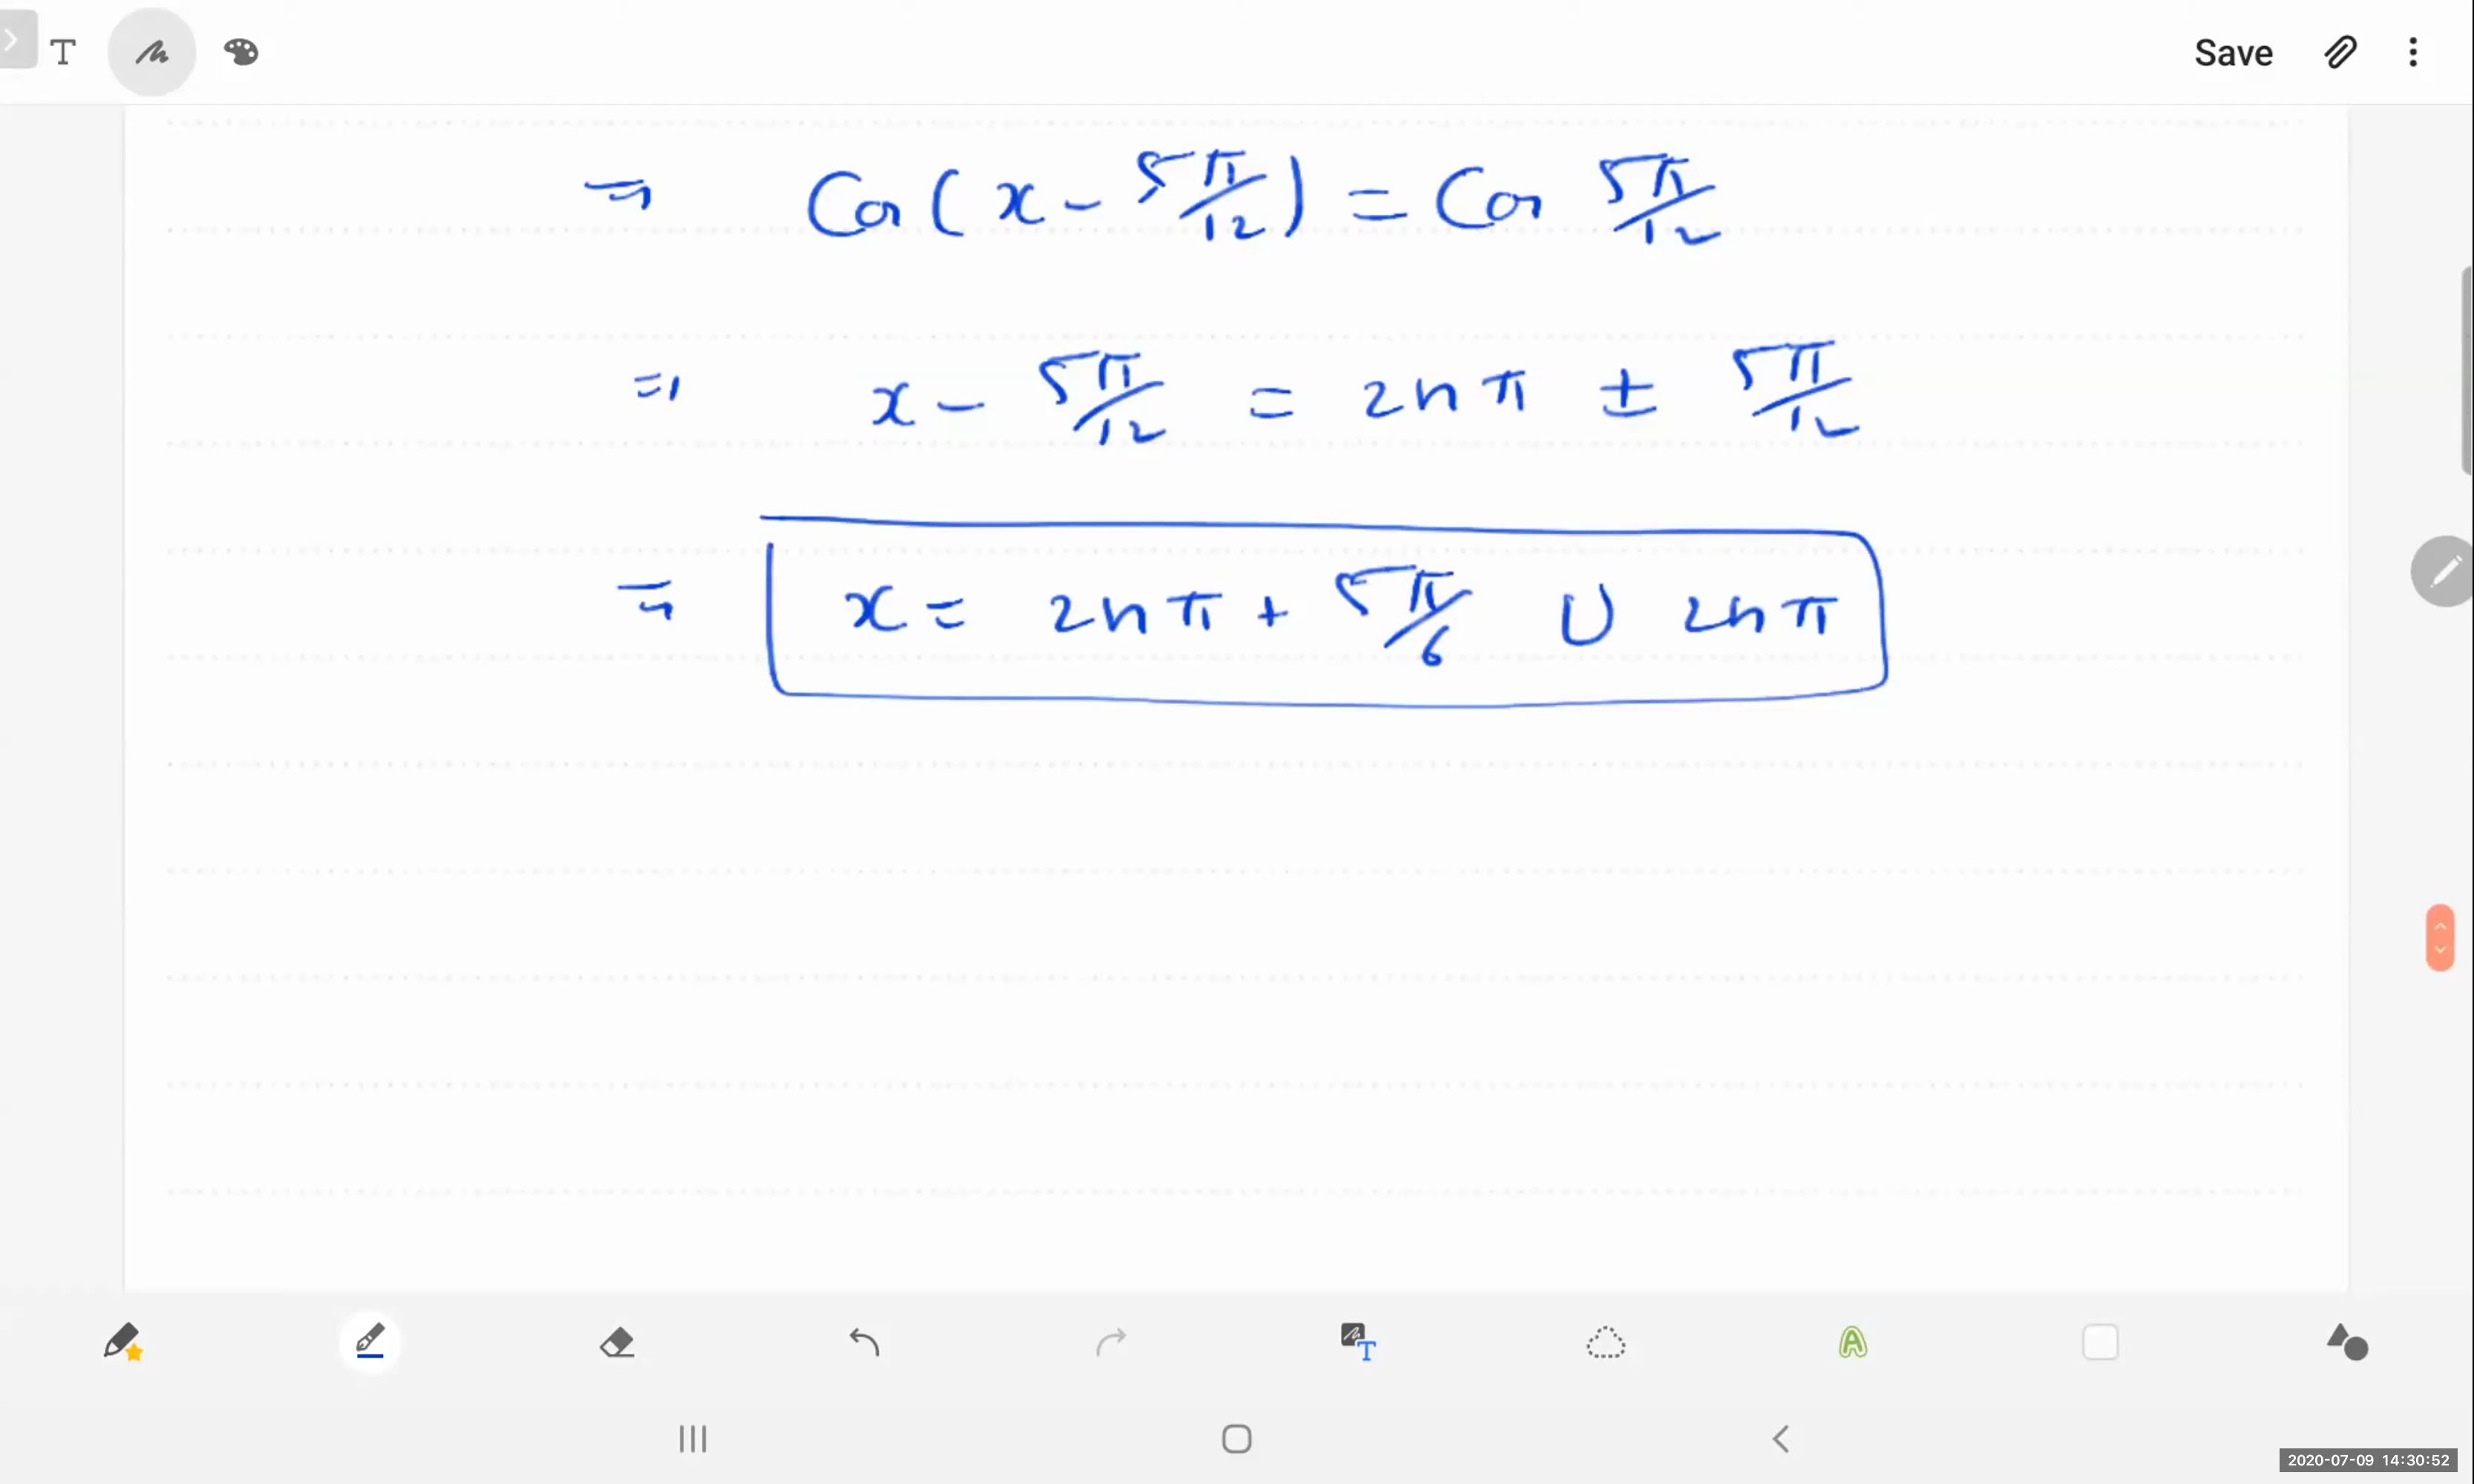 T Save
⇒ Cos(x - 5π/12) = Cos 5π/12
⇒ x - 5π/12 = 2nπ ± 5π/12
⇒ x = 2nπ + 5π/6 ∪ 2nπ
T A
2020-07-09 14:30:52